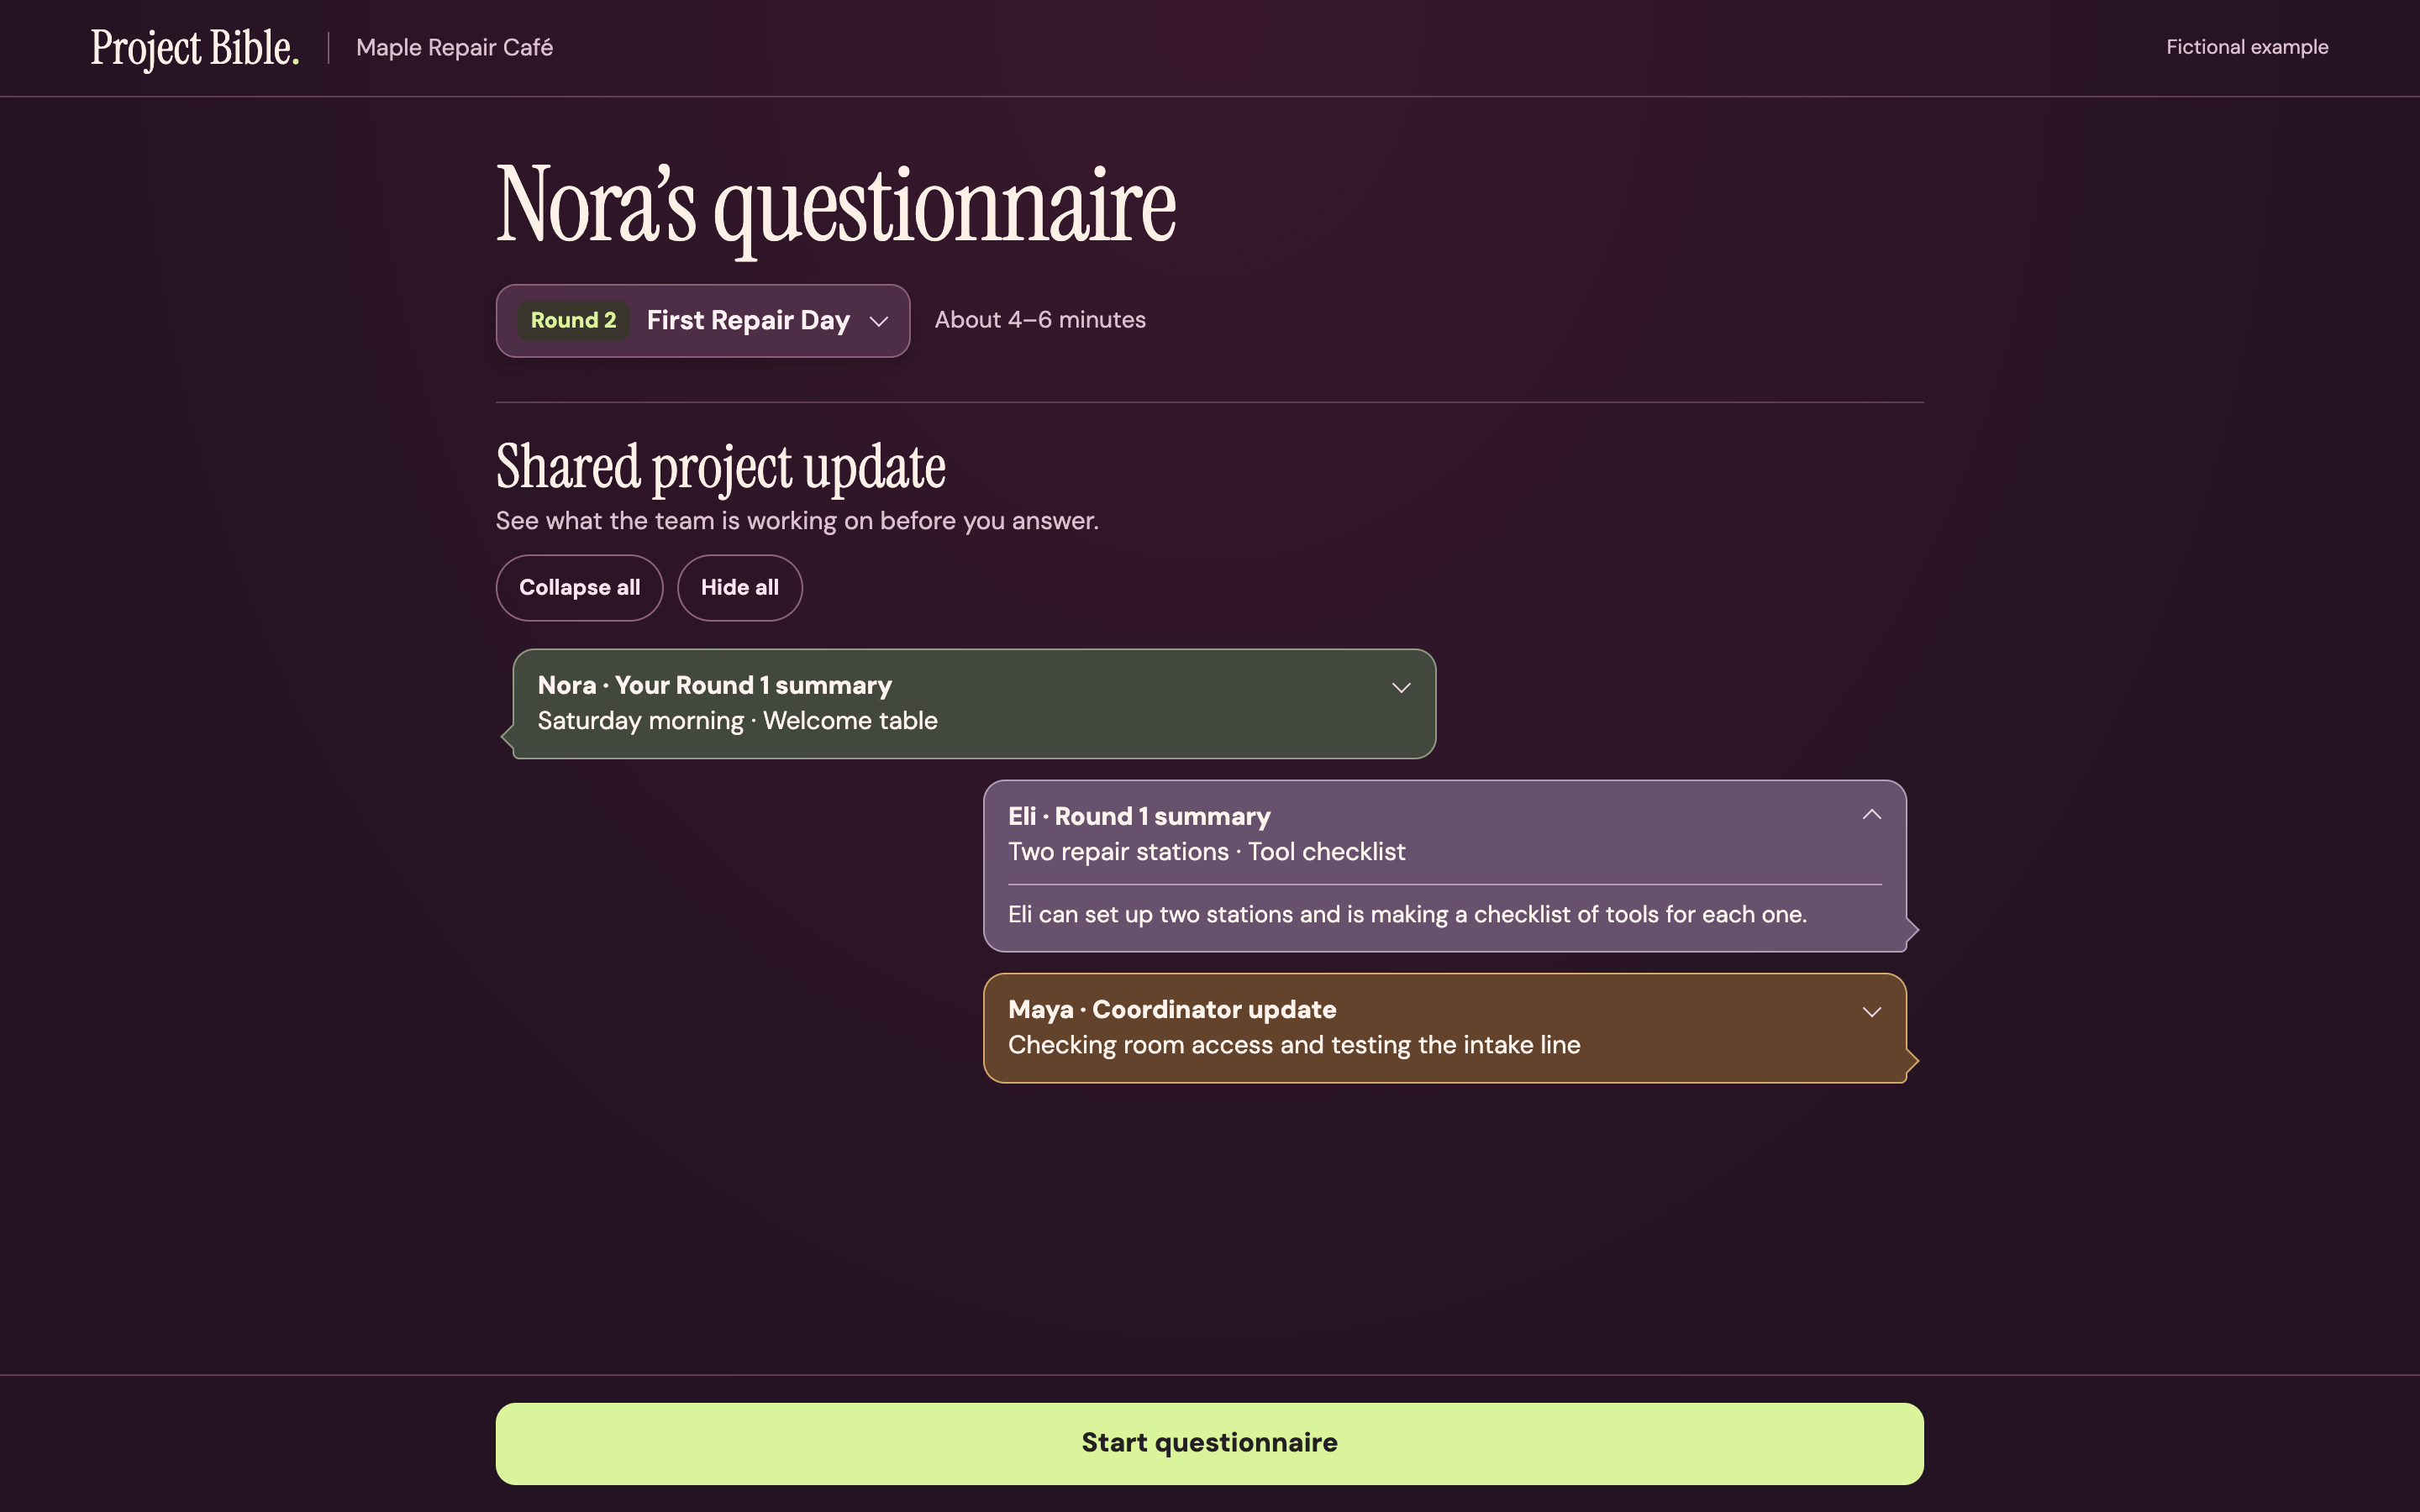 Project Bible.
Maple Repair Café
Fictional example
Nora’s questionnaire
Round 2
First Repair Day
About 4–6 minutes
Shared project update
See what the team is working on before you answer.
Collapse all
Hide all
Nora · Your Round 1 summary
Saturday morning · Welcome table
Eli · Round 1 summary
Two repair stations · Tool checklist
Eli can set up two stations and is making a checklist of tools for each one.
Maya · Coordinator update
Checking room access and testing the intake line
Start questionnaire